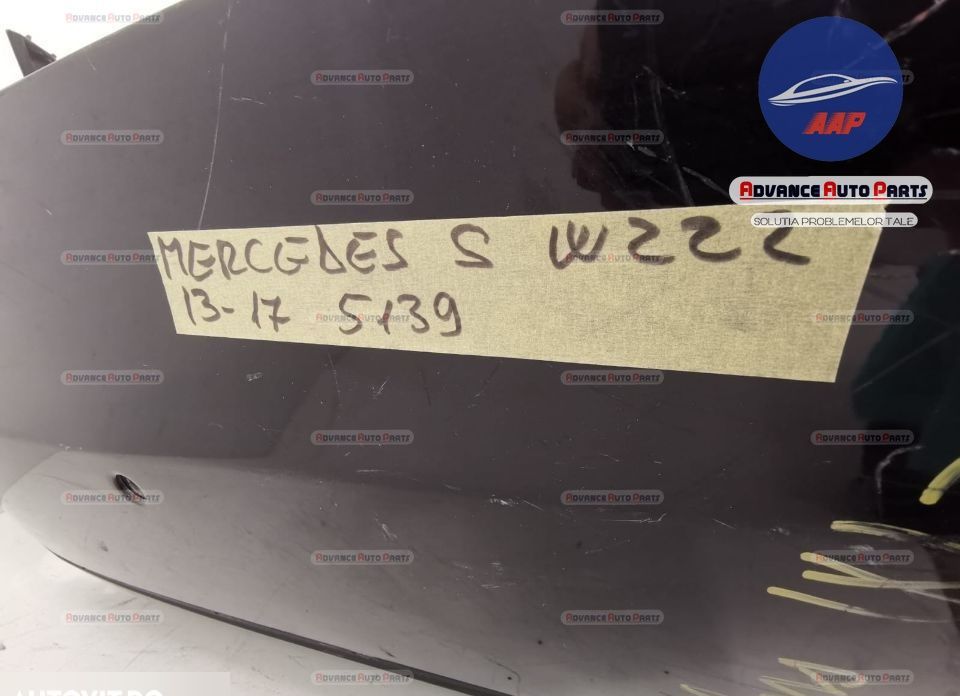 AAP
ADVANCE AUTO PARTS
SOLUTIA PROBLEMELOR TALE
MERCEDES S W222
13-17 5139